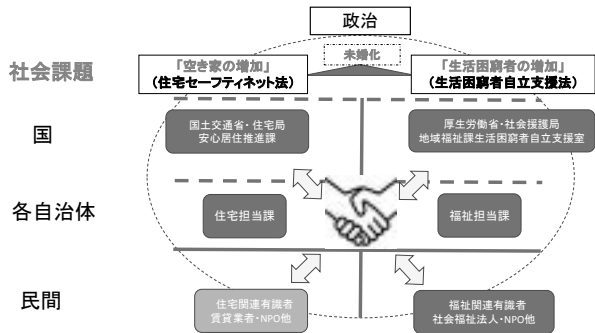 政治
未婚化
社会課題
「空き家の増加」
(住宅セーフティネット法)
「生活困窮者の増加」
(生活困窮者自立支援法)
国
国土交通省・住宅局
安心居住推進課
厚生労働省・社会援護局
地域福祉課生活困窮者自立支援室
各自治体
住宅担当課
福祉担当課
民間
住宅関連有識者
賃貸業者・NPO他
福祉関連有識者
社会福祉法人・NPO他